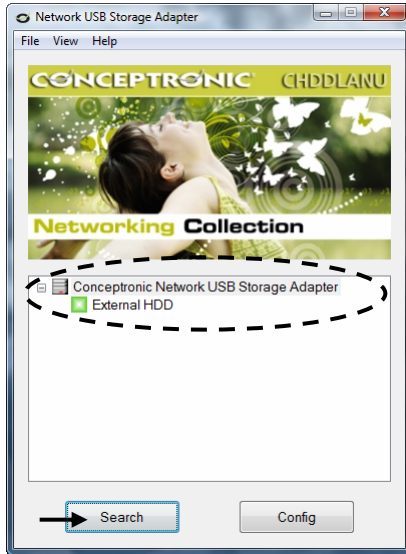 Network USB Storage Adapter
File View Help
CONCEPTRONIC CHDDLANU
Networking Collection
Conceptronic Network USB Storage Adapter
External HDD
Search Config